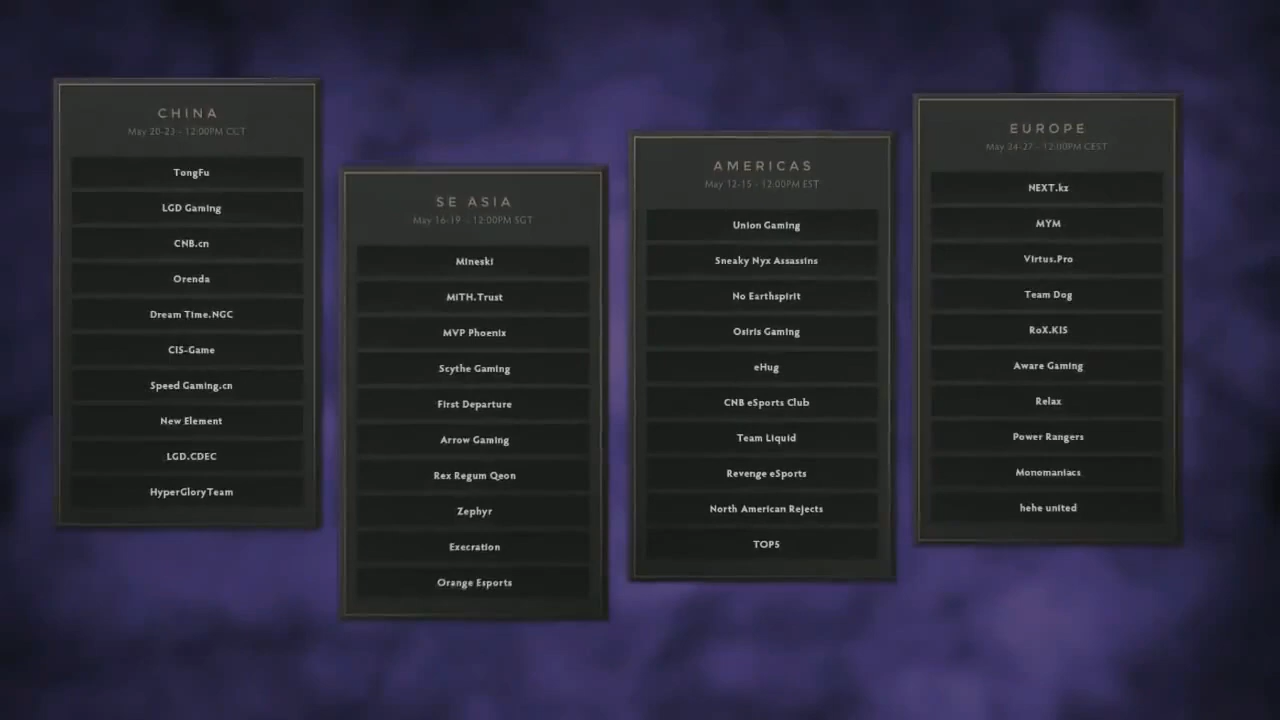 CHINA
May 20-23 - 12:00PM CCT
TongFu
LGD Gaming
CNB.cn
Orenda
Dream Time.NGC
CIS-Game
Speed Gaming.cn
New Element
LGD.CDEC
HyperGloryTeam
SE ASIA
May 16-19 - 12:00PM SGT
Mineski
MiTH.Trust
MVP Phoenix
Scythe Gaming
First Departure
Arrow Gaming
Rex Regum Qeon
Zephyr
Execration
Orange Esports
AMERICAS
May 12-15 - 12:00PM EST
Union Gaming
Sneaky Nyx Assassins
No Earthspirit
Osiris Gaming
eHug
CNB eSports Club
Team Liquid
Revenge eSports
North American Rejects
TOP5
EUROPE
May 24-27 - 12:00PM CEST
NEXT.kz
MYM
Virtus.Pro
Team Dog
RoX.KIS
Aware Gaming
Relax
Power Rangers
Monomaniacs
hehe united